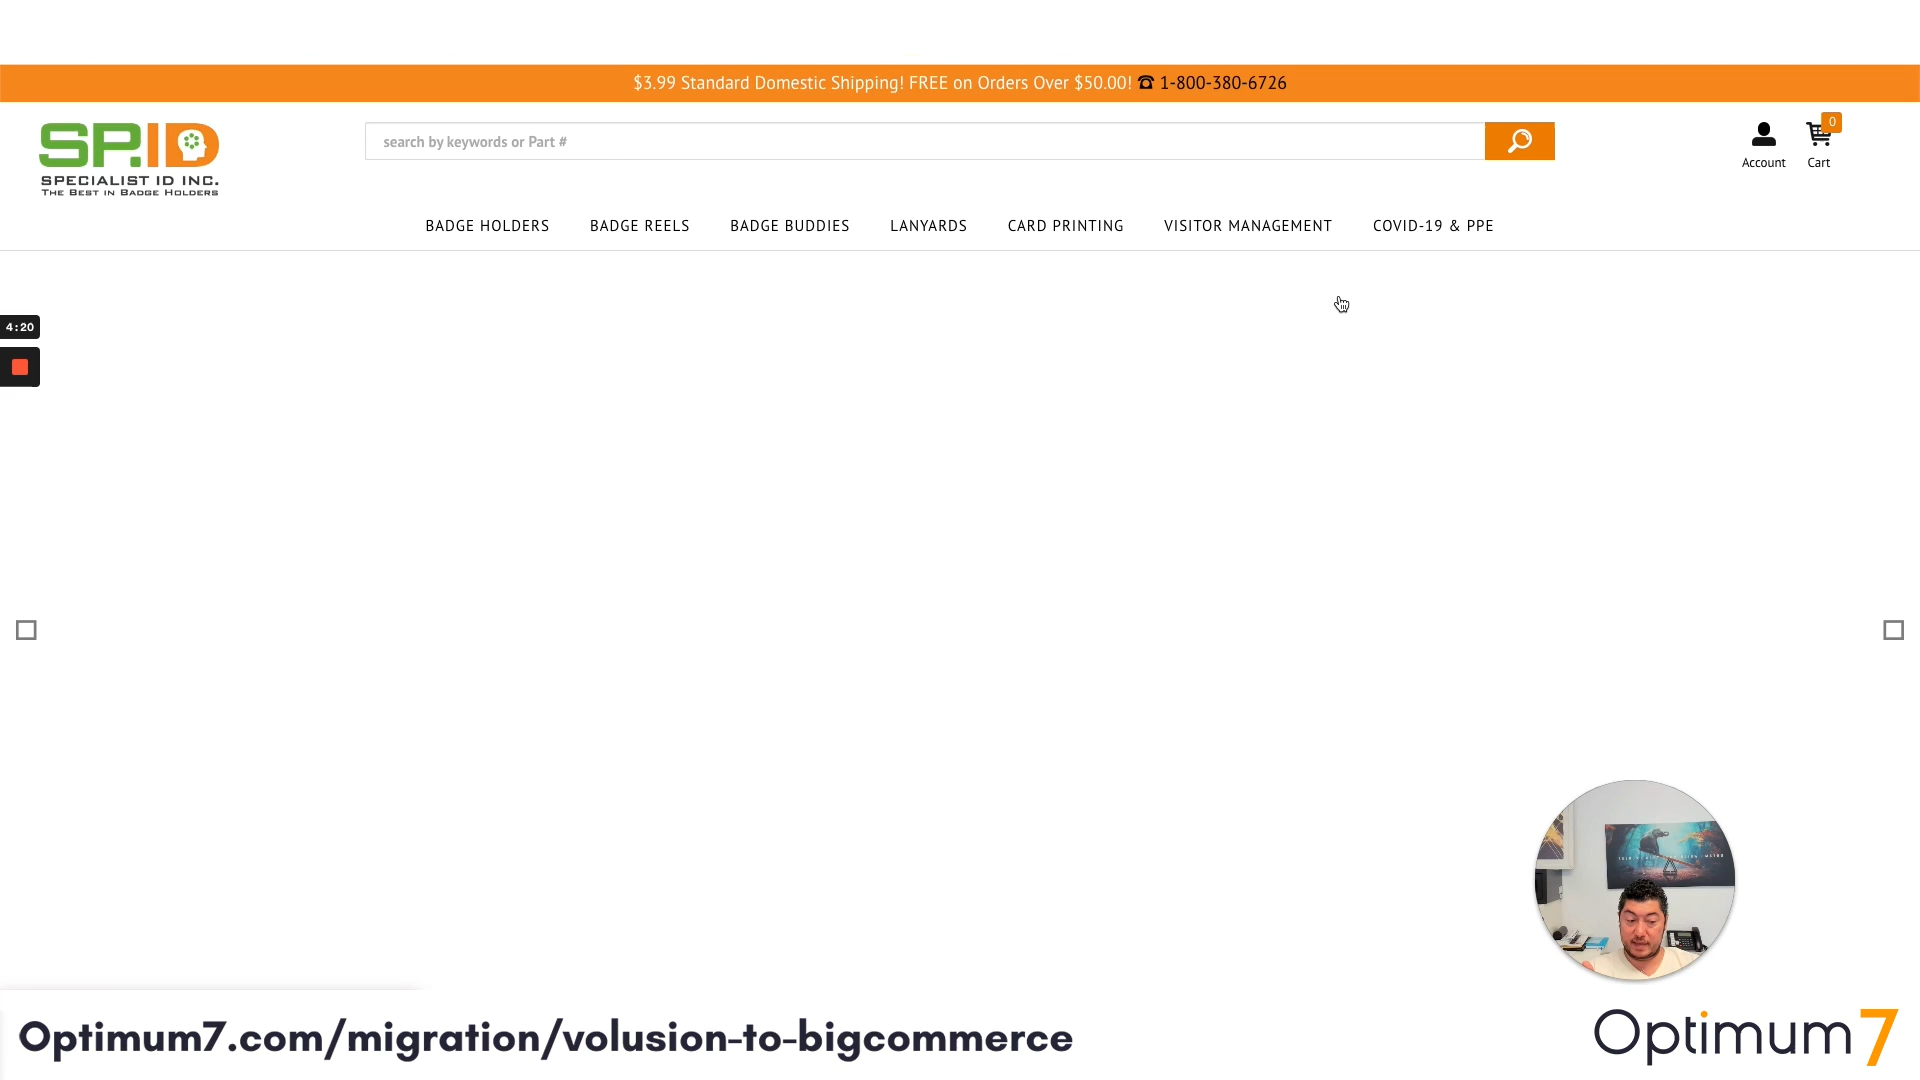 $3.99 Standard Domestic Shipping! FREE on Orders Over $50.00! ☎ 1-800-380-6726
SP.ID
SPECIALIST ID INC.
THE BEST IN BADGE HOLDERS
search by keywords or Part #
0
Account
Cart
BADGE HOLDERS
BADGE REELS
BADGE BUDDIES
LANYARDS
CARD PRINTING
VISITOR MANAGEMENT
COVID-19 & PPE
4:20
Optimum7.com/migration/volusion-to-bigcommerce
Optimum7